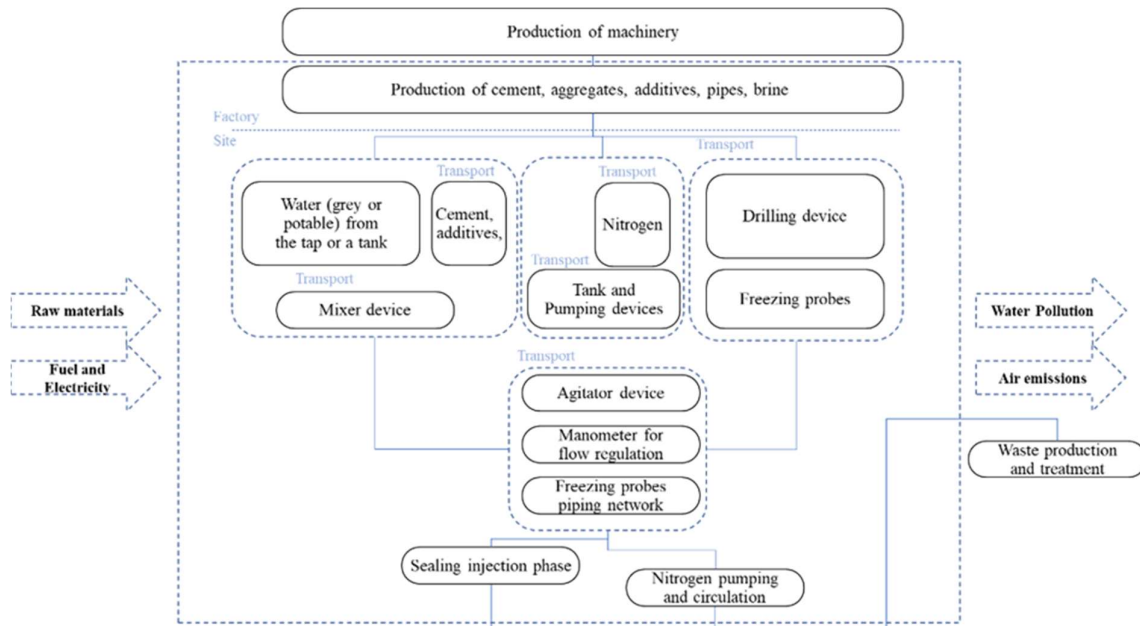 Production of machinery
Production of cement, aggregates, additives, pipes, brine
Factory
Site
Transport
Transport
Transport
Water (grey or
potable) from
the tap or a tank
Cement,
additives,
Nitrogen
Drilling device
Transport
Transport
Mixer device
Tank and
Pumping devices
Freezing probes
Raw materials
Fuel and
Electricity
Water Pollution
Air emissions
Transport
Agitator device
Manometer for
flow regulation
Freezing probes
piping network
Waste production
and treatment
Sealing injection phase
Nitrogen pumping
and circulation